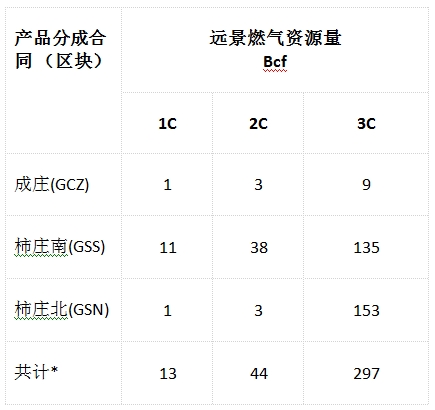 产品分成合
同（区块）
远景燃气资源量
Bcf
1C 2C 3C
成庄(GCZ) 1 3 9
柿庄南(GSS) 11 38 135
柿庄北(GSN) 1 3 153
共计* 13 44 297